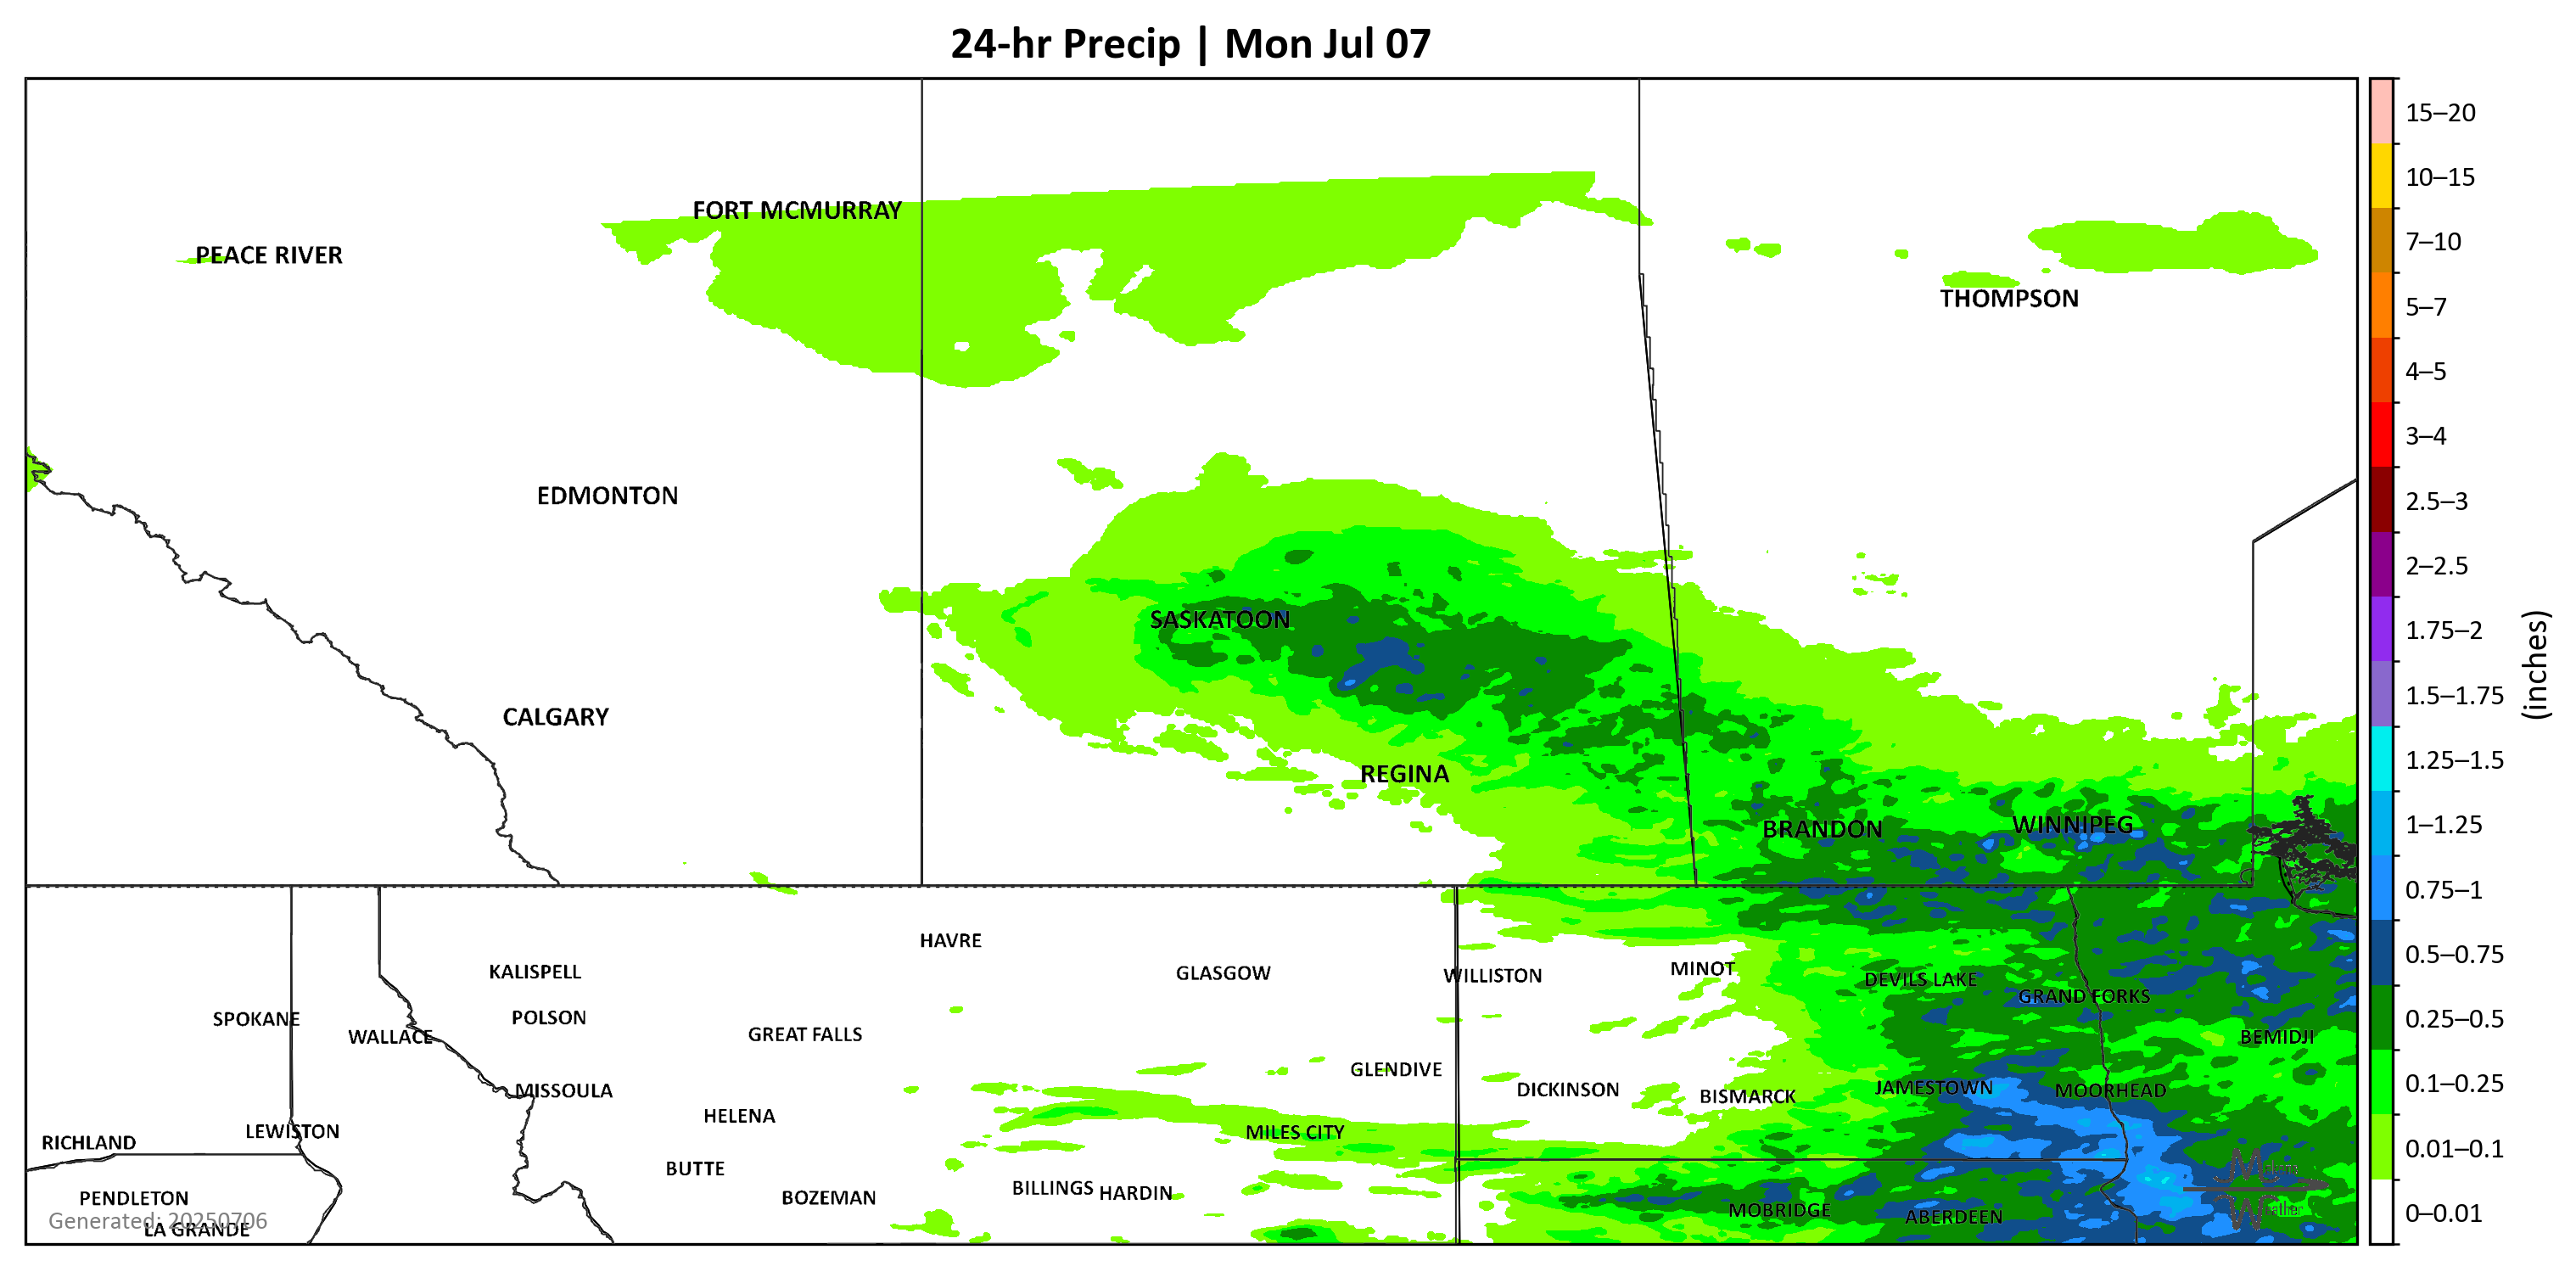 24-hr Precip | Mon Jul 07
FORT MCMURRAY
PEACE RIVER
THOMPSON
EDMONTON
SASKATOON
CALGARY
REGINA
BRANDON
WINNIPEG
HAVRE
KALISPELL
GLASGOW
WILLISTON
MINOT
DEVILS LAKE
GRAND FORKS
SPOKANE
POLSON
WALLACE
GREAT FALLS
BEMIDJI
GLENDIVE
MISSOULA
DICKINSON
BISMARCK
JAMESTOWN
MOORHEAD
HELENA
LEWISTON
MILES CITY
RICHLAND
BUTTE
BILLINGS
HARDIN
PENDLETON
BOZEMAN
MOBRIDGE
ABERDEEN
Generated: 20250706
LA GRANDE
15–20
10–15
7–10
5–7
4–5
3–4
2.5–3
2–2.5
1.75–2
1.5–1.75
1.25–1.5
1–1.25
0.75–1
0.5–0.75
0.25–0.5
0.1–0.25
0.01–0.1
0–0.01
(inches)